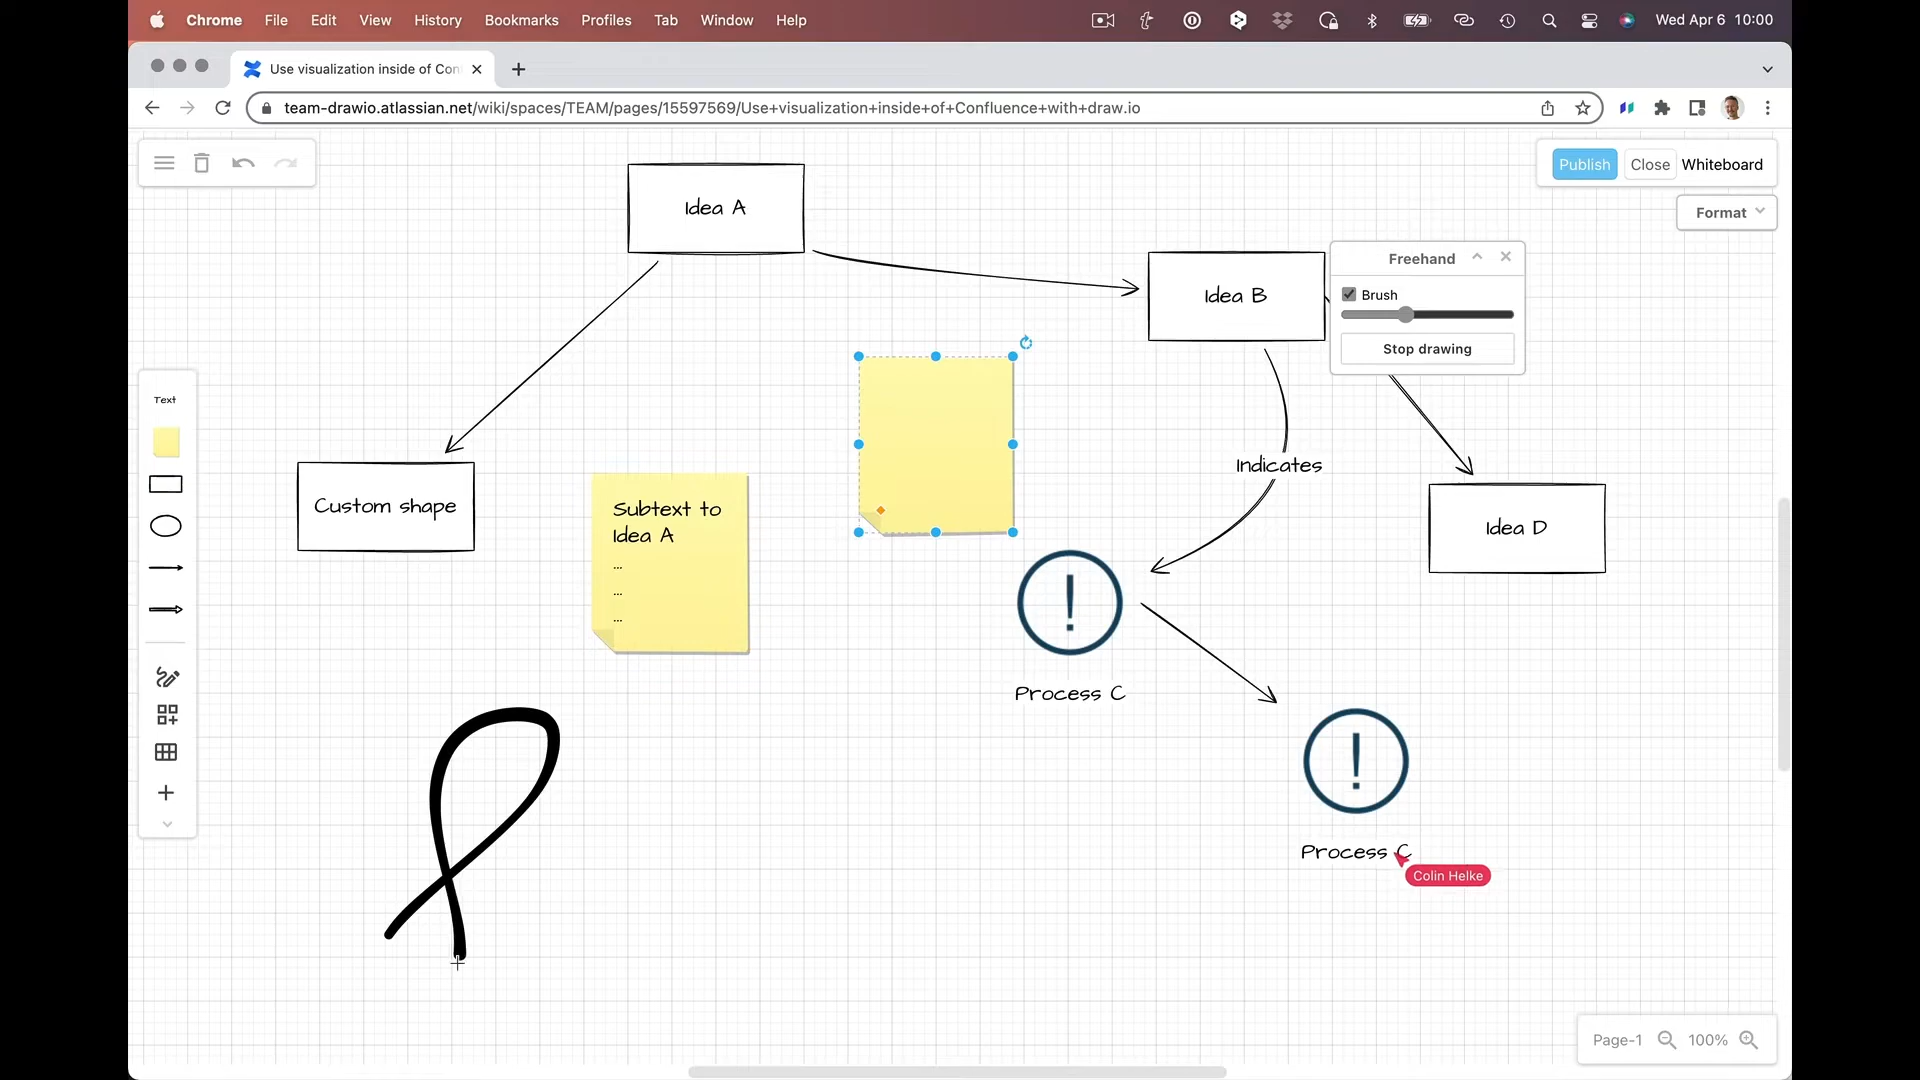 Chrome File Edit View History Bookmarks Profiles Tab Window Help
Wed Apr 6 10:00
Use visualization inside of Con
team-drawio.atlassian.net/wiki/spaces/TEAM/pages/15597569/Use+visualization+inside+of+Confluence+with+draw.io
Publish Close Whiteboard
Format
Idea A
Idea B
Freehand
Brush
Stop drawing
Text
Indicates
Custom shape
Subtext to
Idea A
...
...
...
Idea D
!
Process C
!
Process C
Colin Helke
Page-1 100%